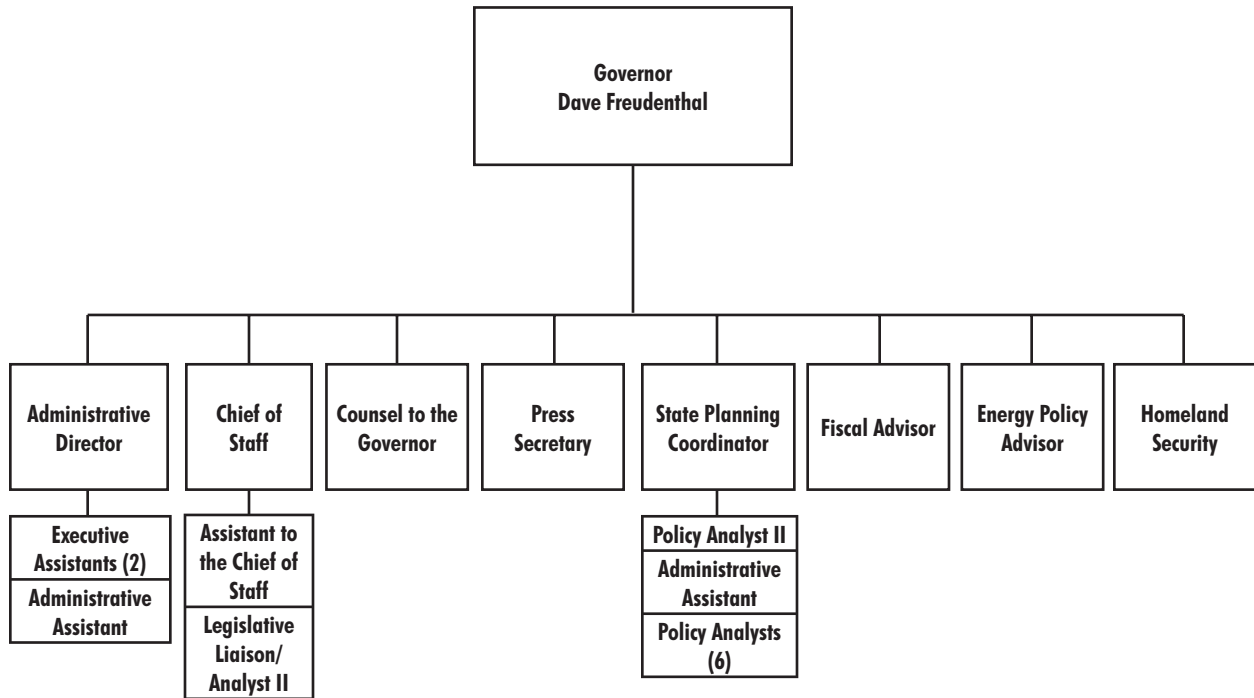 Governor
Dave Freudenthal
Administrative
Director
Chief of
Staff
Counsel to the
Governor
Press
Secretary
State Planning
Coordinator
Fiscal Advisor
Energy Policy
Advisor
Homeland
Security
Executive
Assistants (2)
Administrative
Assistant
Assistant to
the Chief of
Staff
Legislative
Liaison/
Analyst II
Policy Analyst II
Administrative
Assistant
Policy Analysts
(6)